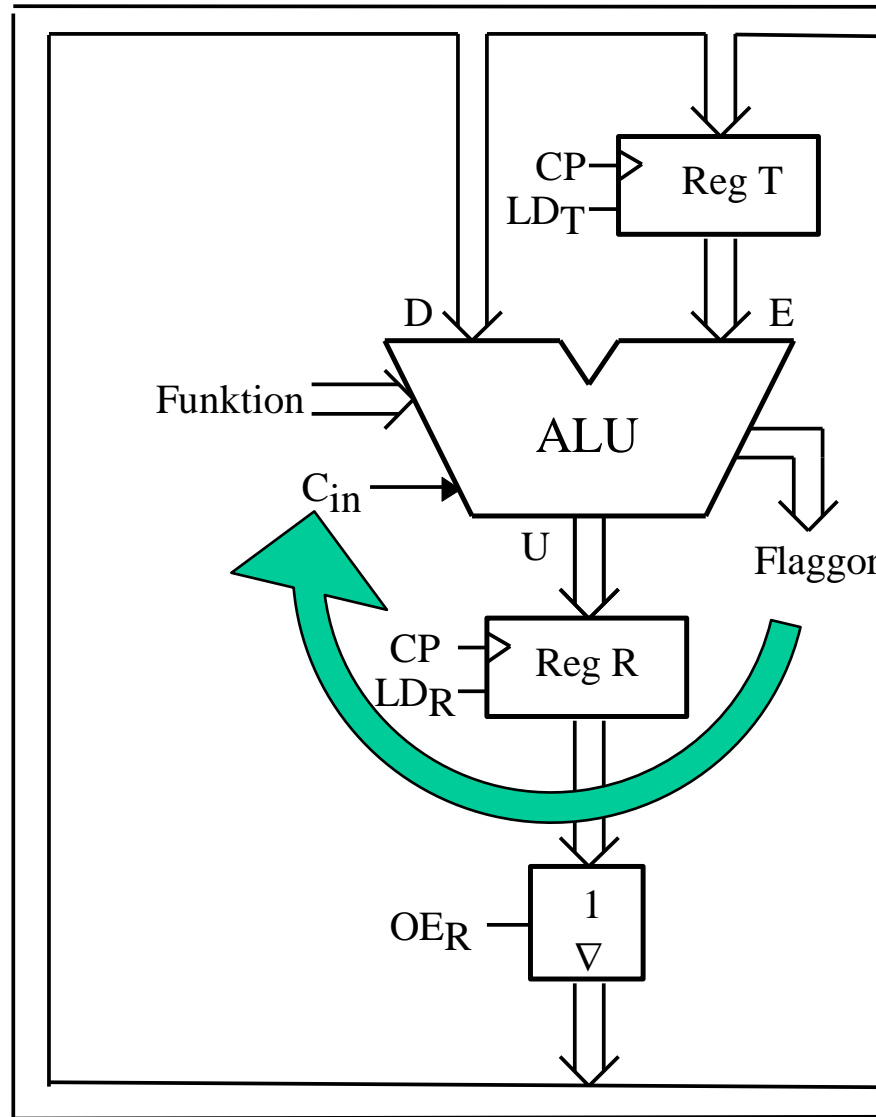 CP
Reg T
LDT
D
E
Funktion
ALU
Cin
U
Flaggor
CP
Reg R
LDR
1
OER
∇